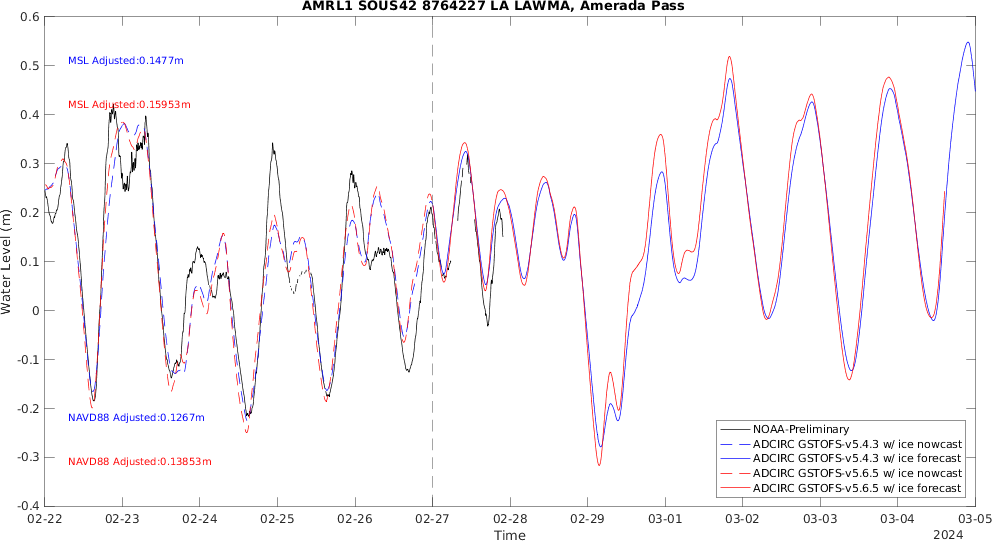 AMRL1 SOUS42 8764227 LA LAWMA, Amerada Pass
0.6
0.5
0.4
0.3
0.2
0.1
0
-0.1
-0.2
-0.3
-0.4
Water Level (m)
MSL Adjusted:0.1477m
MSL Adjusted:0.15953m
NAVD88 Adjusted:0.1267m
NAVD88 Adjusted:0.13853m
NOAA-Preliminary
ADCIRC GSTOFS-v5.4.3 w/ ice nowcast
ADCIRC GSTOFS-v5.4.3 w/ ice forecast
ADCIRC GSTOFS-v5.6.5 w/ ice nowcast
ADCIRC GSTOFS-v5.6.5 w/ ice forecast
02-22 02-23 02-24 02-25 02-26 02-27 02-28 02-29 03-01 03-02 03-03 03-04 03-05
Time
2024